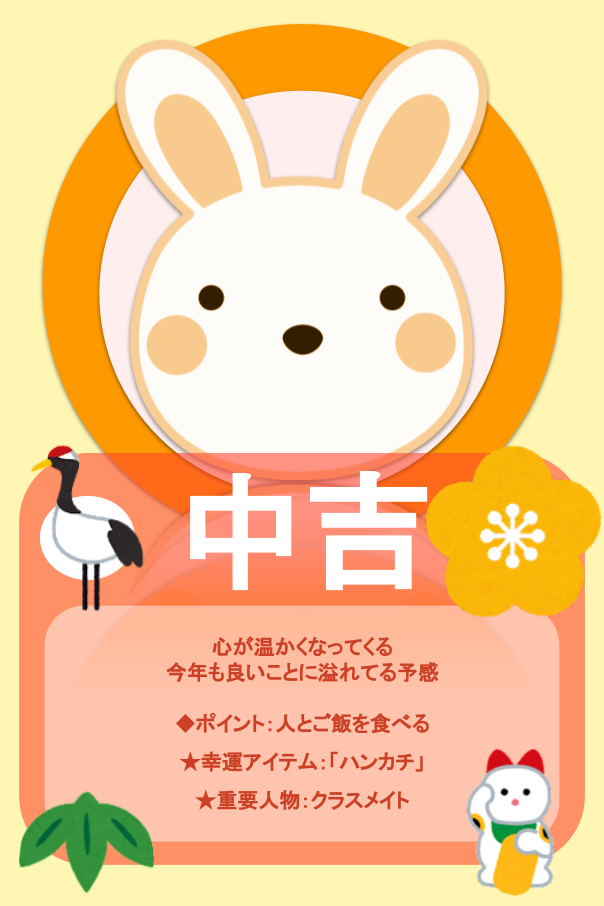 中吉
心が温かくなってくる
今年も良いことに溢れてる予感
◆ポイント：人とご飯を食べる
★幸運アイテム：「ハンカチ」
★重要人物：クラスメイト